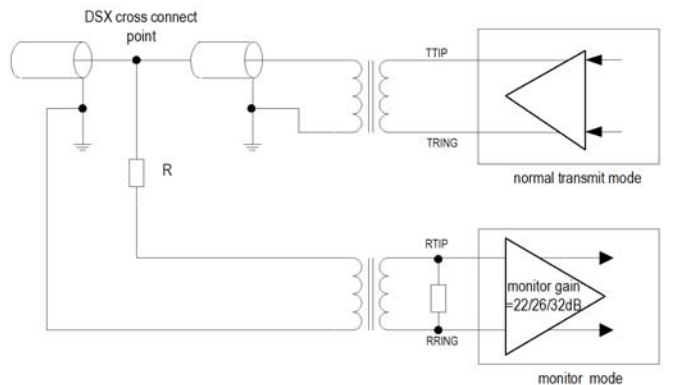 DSX cross connect
point
TTIP
TRING
normal transmit mode
R
RTIP
monitor gain
=22/26/32dB
RRING
monitor mode